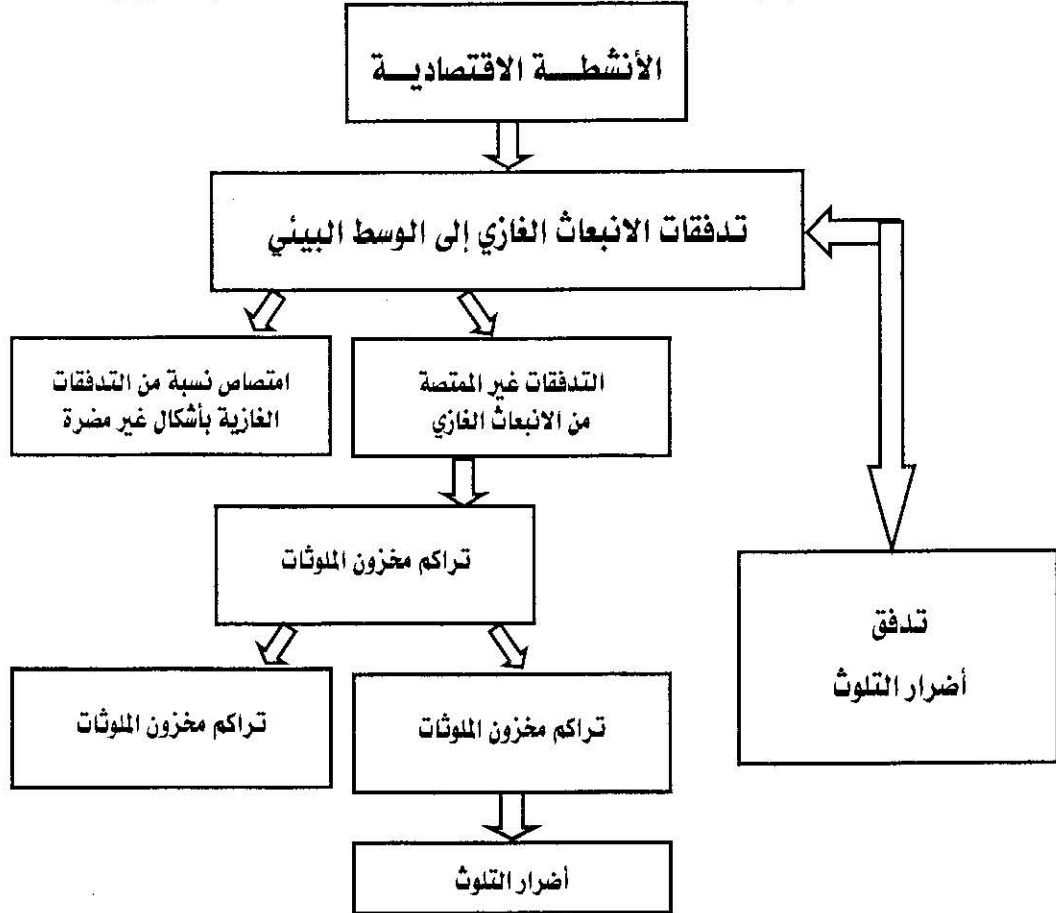 الأنشطة الاقتصادية
تدفقات الانبعاث الغازي إلى الوسط البيئي
التدفقات غير الممتصة
من الانبعاث الغازي
امتصاص نسبة من التدفقات
الغازية بأشكال غير مضرة
تراكم مخزون الملوثات
تدفق
أضرار التلوث
تراكم مخزون الملوثات
تراكم مخزون الملوثات
أضرار التلوث